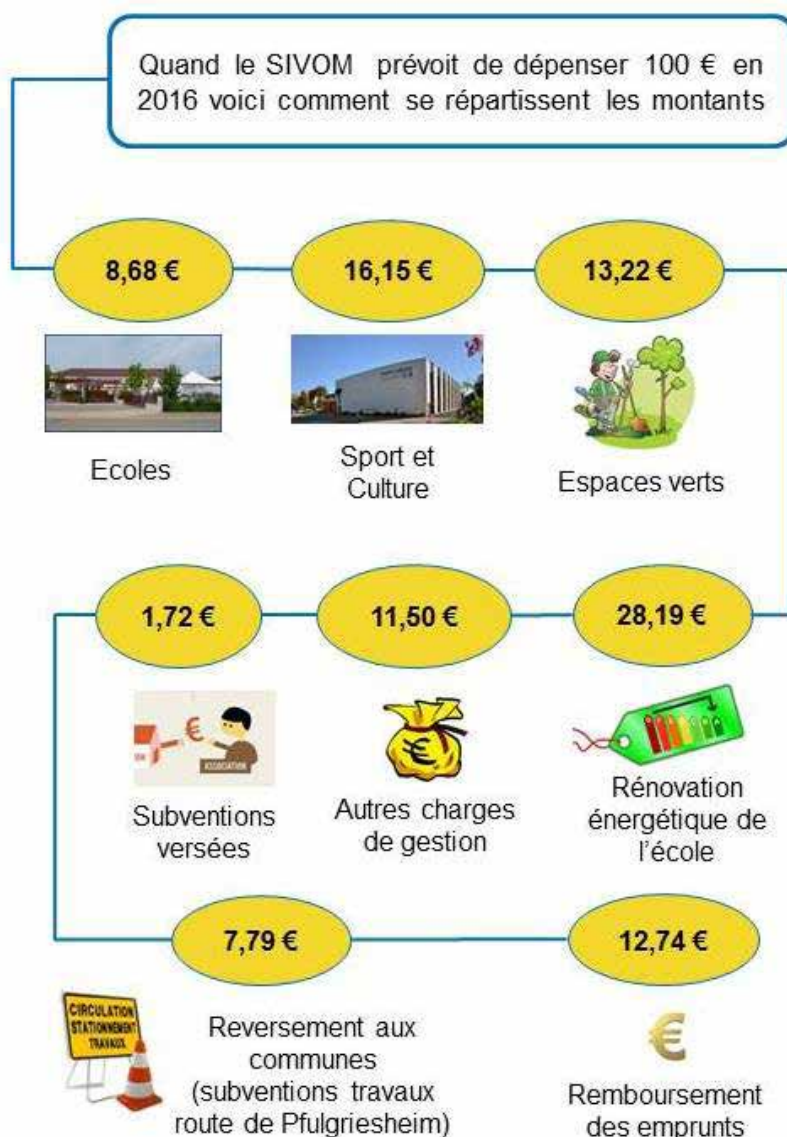 Quand le SIVOM prévoit de dépenser 100 € en
2016 voici comment se répartissent les montants
8,68 €
16,15 €
13,22 €
Ecoles
Sport et
Culture
Espaces verts
1,72 €
11,50 €
28,19 €
€
ASSOCIATION
€
Subventions
versées
Autres charges
de gestion
Rénovation
énergétique de
l'école
7,79 €
12,74 €
CIRCULATION
STATIONNEMENT
TRAVAUX
€
Reversement aux
communes
(subventions travaux
route de Pfulgriesheim)
Remboursement
des emprunts